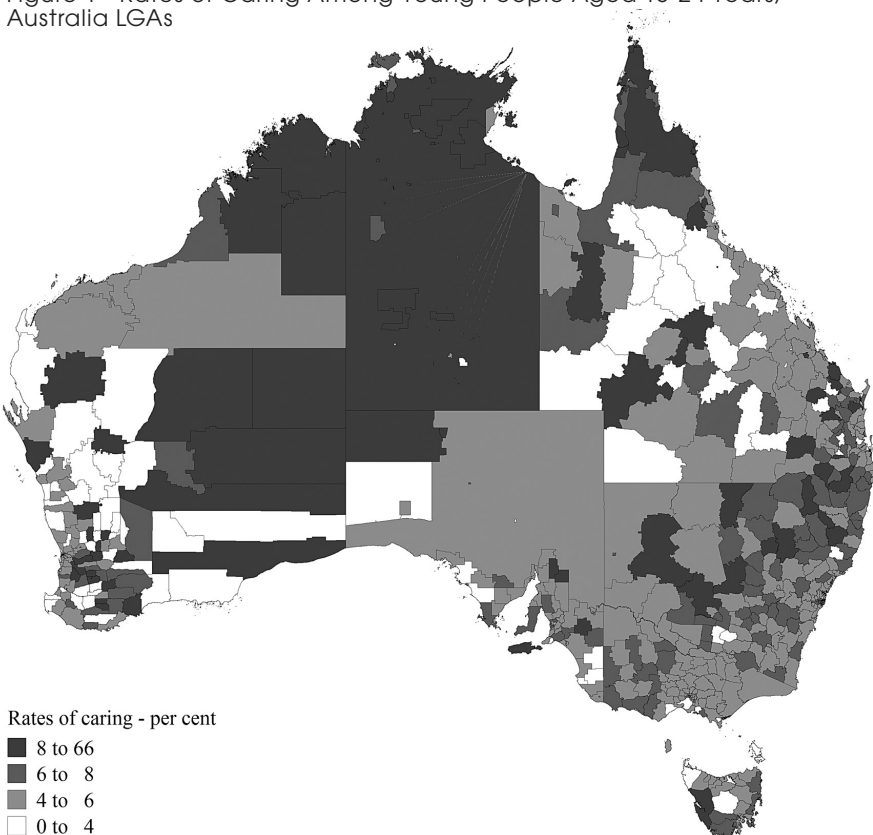 Australia LGAs
Rates of caring - per cent
8 to 66
6 to 8
4 to 6
0 to 4